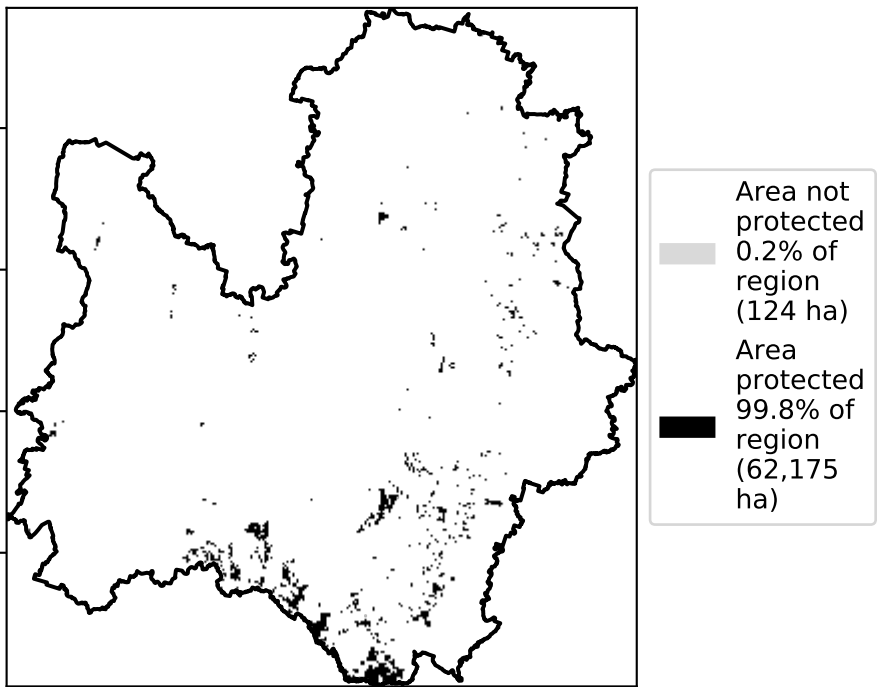 Area not
protected
0.2% of
region
(124 ha)
Area
protected
99.8% of
region
(62,175
ha)